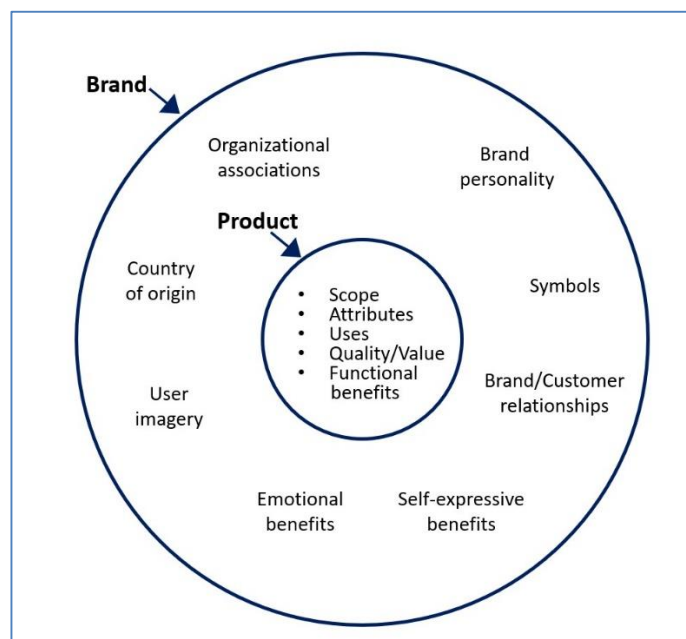 Brand
Organizational
associations
Brand
personality
Product
Country
of origin
• Scope
• Attributes
• Uses
• Quality/Value
• Functional
benefits
Symbols
User
imagery
Brand/Customer
relationships
Emotional
benefits
Self-expressive
benefits